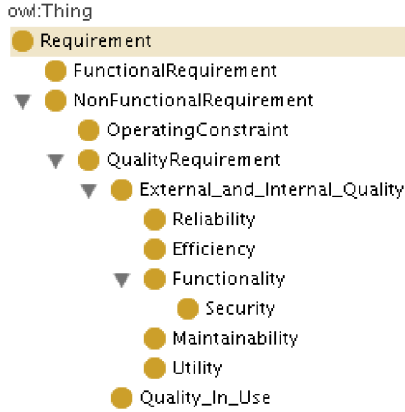 owl:Thing
Requirement
FunctionalRequirement
NonFunctionalRequirement
OperatingConstraint
QualityRequirement
External_and_Internal_Quality
Reliability
Efficiency
Functionality
Security
Maintainability
Utility
Quality_In_Use